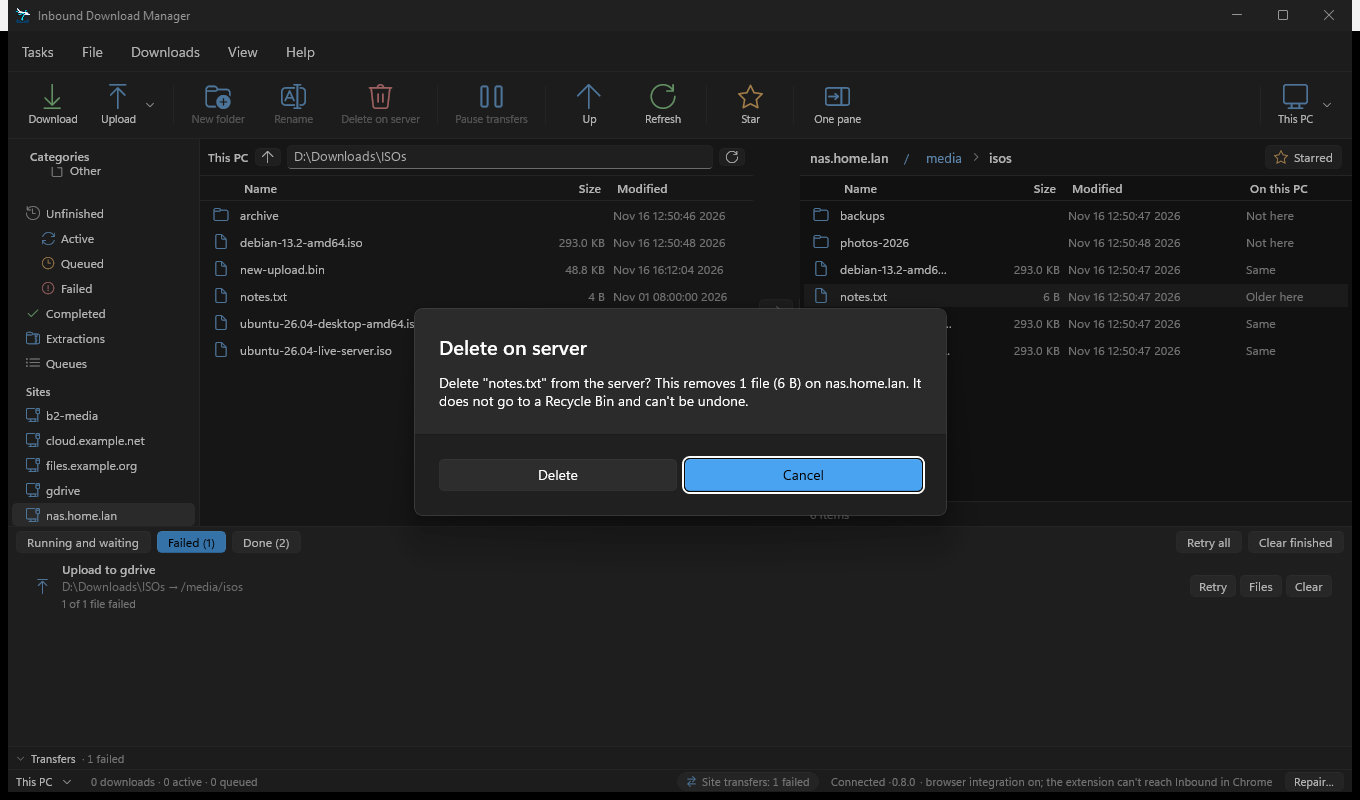 Inbound Download Manager
Tasks File Downloads View Help
Download Upload New folder Rename Delete on server Pause transfers Up Refresh Star One pane This PC
Categories
Other
Unfinished
Active
Queued
Failed
Completed
Extractions
Queues
Sites
b2-media
cloud.example.net
files.example.org
gdrive
nas.home.lan
This PC D:\Downloads\ISOs
Name Size Modified
archive Nov 16 12:50:46 2026
debian-13.2-amd64.iso 293.0 KB Nov 16 12:50:48 2026
new-upload.bin 48.8 KB Nov 16 16:12:04 2026
notes.txt 4 B Nov 01 08:00:00 2026
ubuntu-26.04-desktop-amd64.is
ubuntu-26.04-live-server.iso
nas.home.lan / media > isos Starred
Name Size Modified On this PC
backups Nov 16 12:50:47 2026 Not here
photos-2026 Nov 16 12:50:48 2026 Not here
debian-13.2-amd6... 293.0 KB Nov 16 12:50:47 2026 Same
notes.txt 6 B Nov 16 12:50:47 2026 Older here
293.0 KB Nov 16 12:50:47 2026 Same
293.0 KB Nov 16 12:50:47 2026 Same
Delete on server
Delete "notes.txt" from the server? This removes 1 file (6 B) on nas.home.lan. It
does not go to a Recycle Bin and can't be undone.
Delete Cancel
items
Running and waiting Failed (1) Done (2) Retry all Clear finished
Upload to gdrive
D:\Downloads\ISOs → /media/isos
1 of 1 file failed
Retry Files Clear
Transfers · 1 failed
This PC 0 downloads · 0 active · 0 queued Site transfers: 1 failed Connected ·0.8.0 · browser integration on; the extension can't reach Inbound in Chrome Repair...